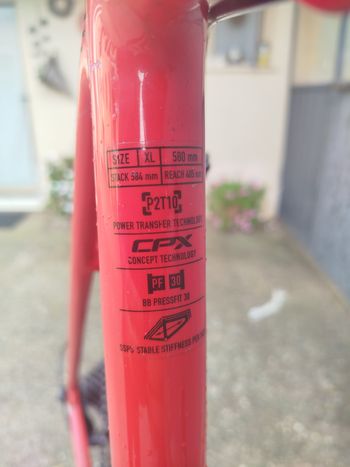 SIZE XL 580 mm
STACK 584 mm REACH 405 mm
P2T10
POWER TRANSFER TECHNOLOGY
CPX
CONCEPT TECHNOLOGY
PF 30
BB PRESSFIT 30
STABLE STIFFNESS